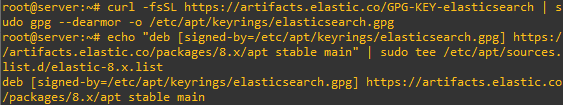 root@server:~# curl -fsSL https://artifacts.elastic.co/GPG-KEY-elasticsearch | s
udo gpg --dearmor -o /etc/apt/keyrings/elasticsearch.gpg
root@server:~# echo "deb [signed-by=/etc/apt/keyrings/elasticsearch.gpg] https:/
/artifacts.elastic.co/packages/8.x/apt stable main" | sudo tee /etc/apt/sources.
list.d/elastic-8.x.list
deb [signed-by=/etc/apt/keyrings/elasticsearch.gpg] https://artifacts.elastic.co
/packages/8.x/apt stable main